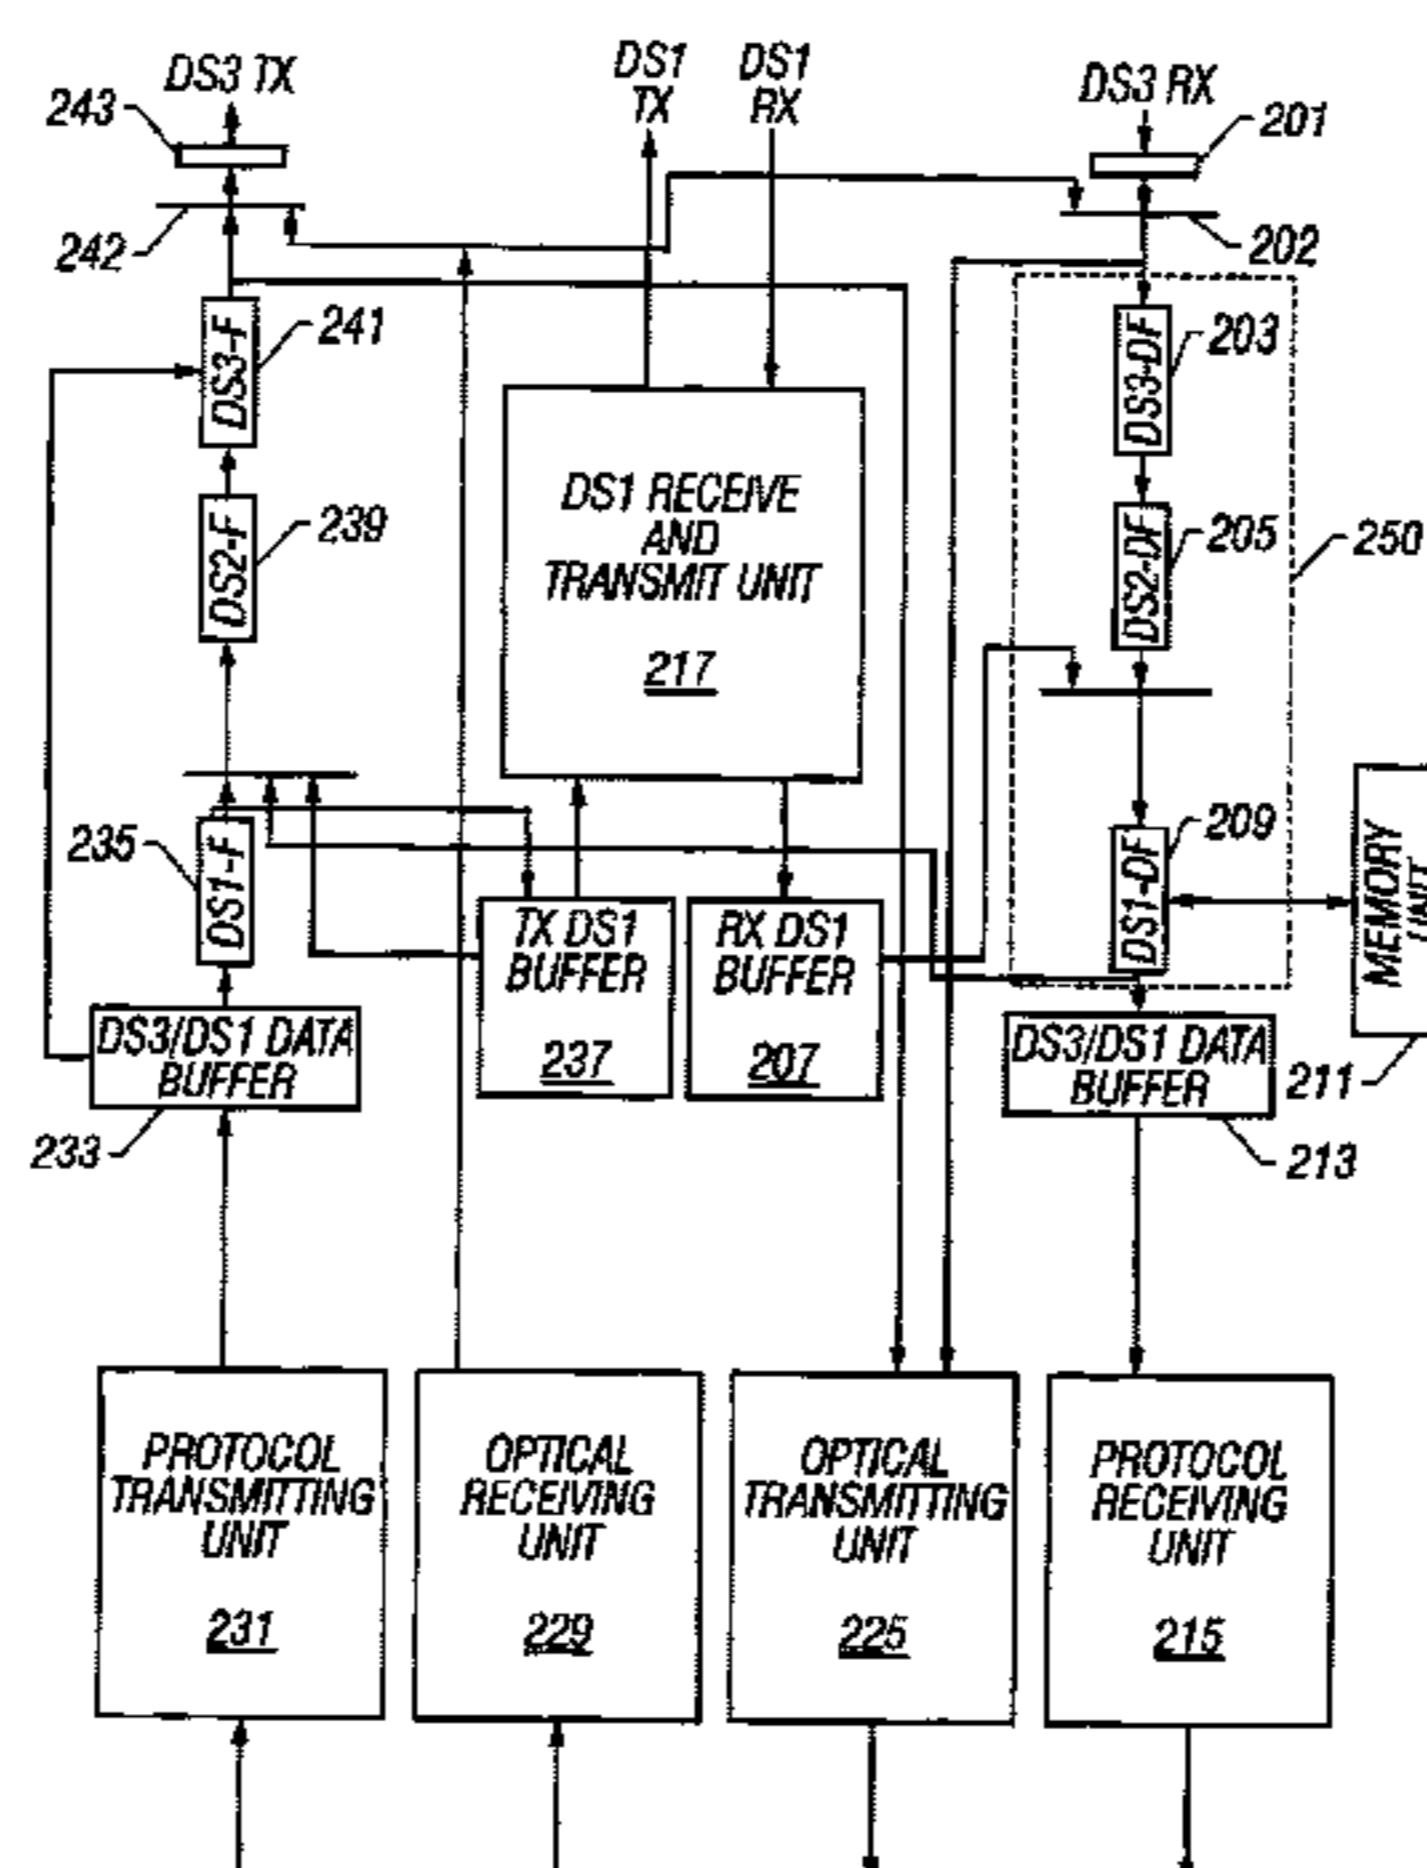 DS3 TX
DS1
TX
DS1
RX
DS3 RX
243
201
242
202
DS3-F
241
DS3-DF
203
DS2-F
239
DS1 RECEIVE
AND
TRANSMIT UNIT
217
DS2-DF
205
250
235
DS1-F
DS1-DF
209
MEMORY
UNIT
TX DS1
BUFFER
237
RX DS1
BUFFER
207
DS3/DS1 DATA
BUFFER
233
DS3/DS1 DATA
BUFFER
211
213
PROTOCOL
TRANSMITTING
UNIT
231
OPTICAL
RECEIVING
UNIT
229
OPTICAL
TRANSMITTING
UNIT
225
PROTOCOL
RECEIVING
UNIT
215